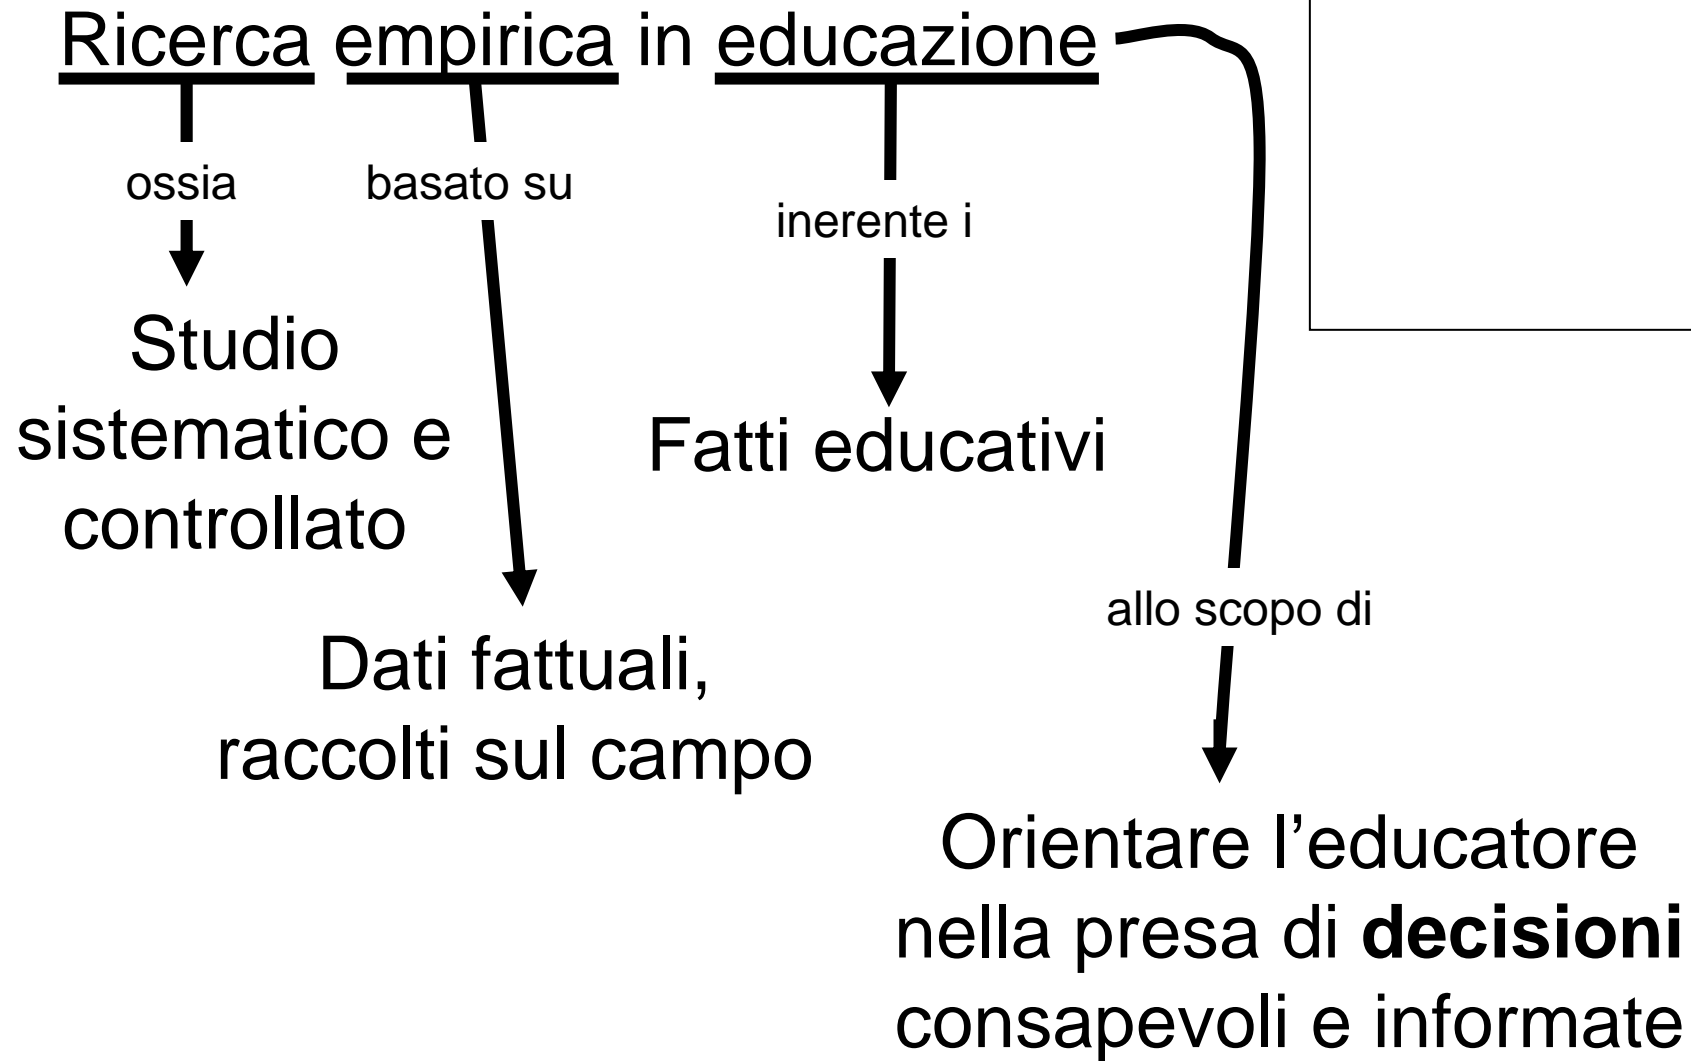 Ricerca empirica in educazione
ossia
basato su
inerente i
Studio
sistematico e
controllato
Fatti educativi
allo scopo di
Dati fattuali,
raccolti sul campo
Orientare l’educatore
nella presa di decisioni
consapevoli e informate